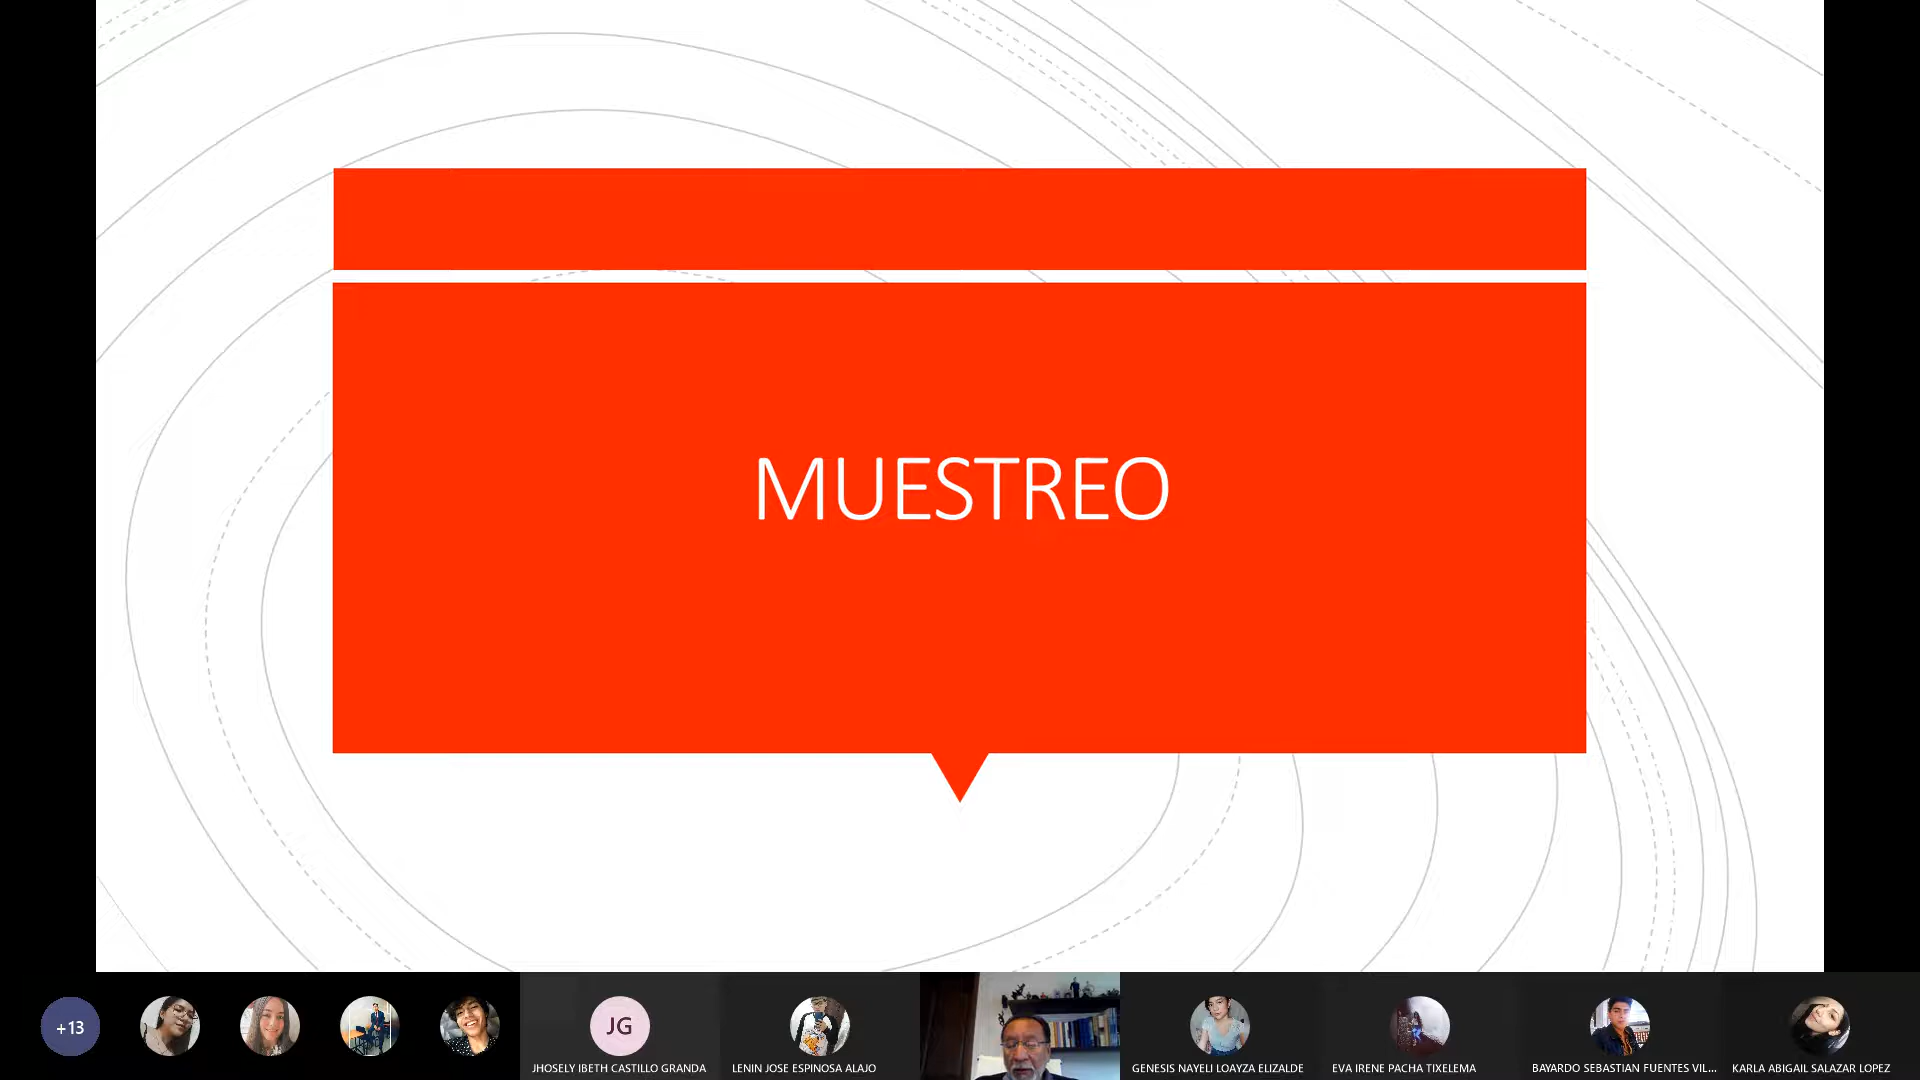 MUESTREO
+13
JG
JHOSELY IBETH CASTILLO GRANDA
LENIN JOSE ESPINOSA ALAJO
GENESIS NAYELI LOAYZA ELIZALDE
EVA IRENE PACHA TIXELEMA
BAYARDO SEBASTIAN FUENTES VIL...
KARLA ABIGAIL SALAZAR LOPEZ